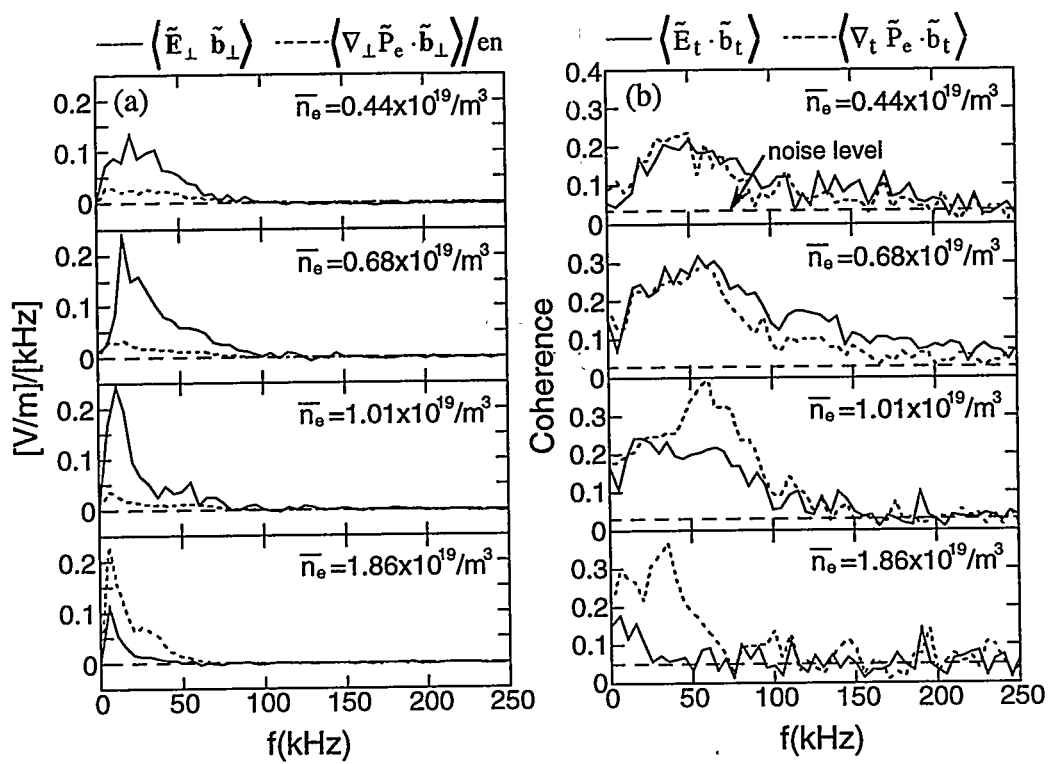 ⟨Ẽ⊥ b̃⊥⟩ ⟨∇⊥P̃e·b̃⊥⟩/en
⟨Ẽt·b̃t⟩ ⟨∇t P̃e·b̃t⟩
[V/m]/[kHz]
(a)
n̅e=0.44x10¹⁹/m³
0.2
0.1
0
n̅e=0.68x10¹⁹/m³
0.2
0.1
0
n̅e=1.01x10¹⁹/m³
0.2
0.1
0
n̅e=1.86x10¹⁹/m³
0.2
0.1
0
0 50 100 150 200 250
f(kHz)
Coherence
0.4
(b)
n̅e=0.44x10¹⁹/m³
0.3
noise level
0.2
0.1
0
n̅e=0.68x10¹⁹/m³
0.3
0.2
0.1
0
n̅e=1.01x10¹⁹/m³
0.3
0.2
0.1
0
n̅e=1.86x10¹⁹/m³
0.3
0.2
0.1
0
0 50 100 150 200 250
f(kHz)